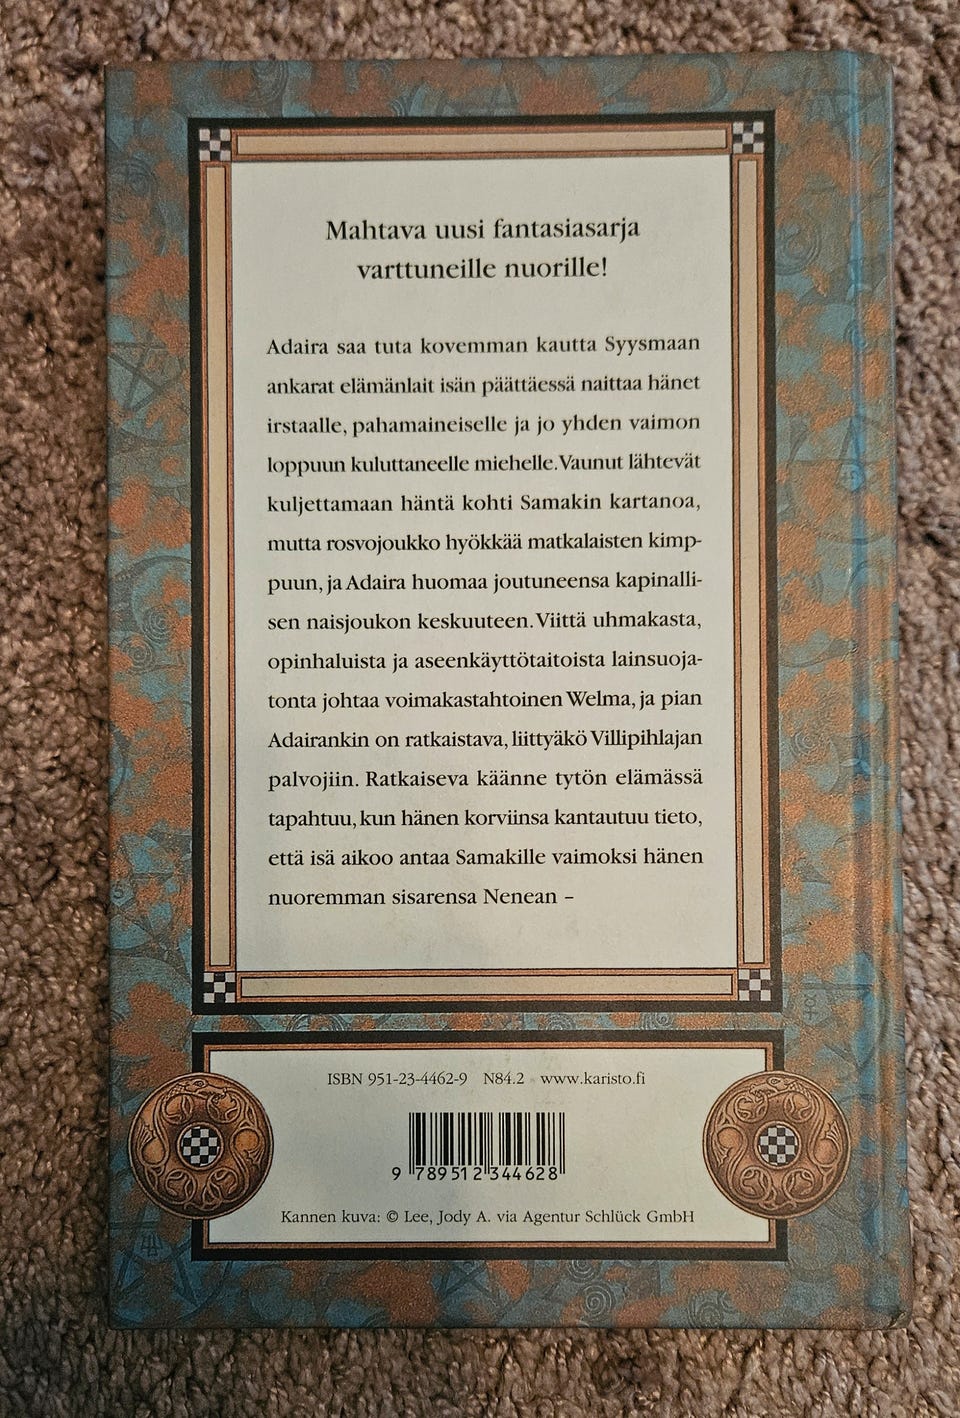 Mahtava uusi fantasiasarja
varttuneille nuorille!
Adaira saa tuta kovemman kautta Syysmaan
ankarat elämänlait isän päättäessä naittaa hänet
irstaalle, pahamaineiselle ja jo yhden vaimon
loppuun kuluttaneelle miehelle. Vaunut lähtevät
kuljettamaan häntä kohti Samakin kartanoa,
mutta rosvojoukko hyökkää matkalaisten kimp-
puun, ja Adaira huomaa joutuneensa kapinalli-
sen naisjoukon keskuuteen. Viittä uhmakasta,
opinhaluista ja aseenkäyttötaitoista lainsuoja-
tonta johtaa voimakastahtoinen Welma, ja pian
Adairankin on ratkaistava, liittyäkö Villipihlajan
palvojiin. Ratkaiseva käänne tytön elämässä
tapahtuu, kun hänen korviinsa kantautuu tieto,
että isä aikoo antaa Samakille vaimoksi hänen
nuoremman sisarensa Nenean –
ISBN 951-23-4462-9 N84.2 www.karisto.fi
9 789512 344628
Kannen kuva: © Lee, Jody A. via Agentur Schlück GmbH